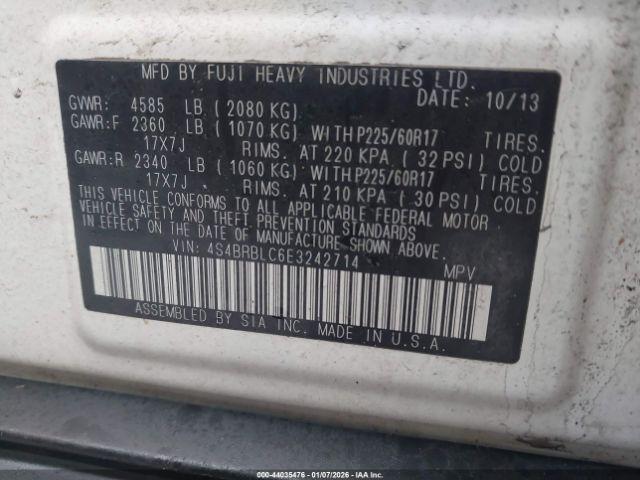 MFD BY FUJI HEAVY INDUSTRIES LTD.
DATE: 10/13
GVWR: 4585 LB (2080 KG)
GAWR:F 2360 LB (1070 KG) WITH P225/60R17 TIRES.
17X7J RIMS. AT 220 KPA (32 PSI) COLD
GAWR:R 2340 LB (1060 KG) WITH P225/60R17 TIRES.
17X7J RIMS. AT 210 KPA (30 PSI) COLD
THIS VEHICLE CONFORMS TO ALL APPLICABLE FEDERAL MOTOR
VEHICLE SAFETY AND THEFT PREVENTION STANDARDS
IN EFFECT ON THE DATE OF MANUFACTURE SHOWN ABOVE.
VIN: 4S4BRBLC6E3242714
MPV
ASSEMBLED BY SIA INC. MADE IN U.S.A.
000-44035476 - 01/07/2026 - IAA Corp.